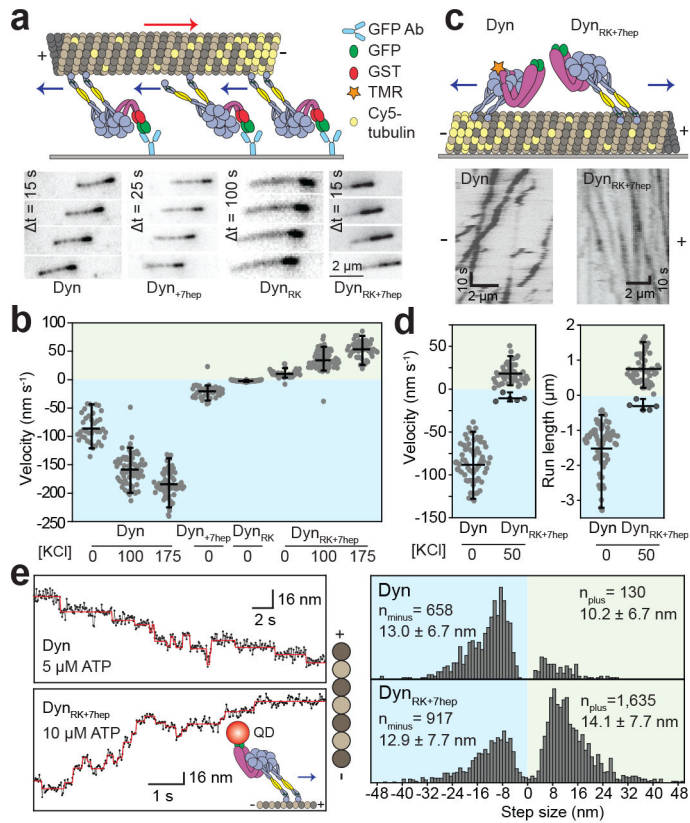 a
+
-
GFP Ab
GFP
GST
TMR
Cy5-
tubulin
Δt = 15 s
Δt = 25 s
Δt = 100 s
Δt = 15 s
2 μm
Dyn
Dyn+7hep
DynRK
DynRK+7hep
c
Dyn
DynRK+7hep
-
+
Dyn
DynRK+7hep
-
+
10 s
2 μm
10 s
2 μm
b
Velocity (nm s⁻¹)
100
50
0
-50
-100
-150
-200
-250
Dyn
Dyn+7hep
DynRK
DynRK+7hep
[KCl]
0 100 175 0 0 0 100 175
d
Velocity (nm s⁻¹)
50
0
-50
-100
-150
Dyn DynRK+7hep
[KCl] 0 50
Run length (μm)
2
1
0
-1
-2
-3
Dyn DynRK+7hep
0 50
e
16 nm
2 s
Dyn
5 μM ATP
DynRK+7hep
10 μM ATP
QD
16 nm
1 s
-
+
+
-
Dyn
nminus = 658
13.0 ± 6.7 nm
nplus = 130
10.2 ± 6.7 nm
DynRK+7hep
nminus = 917
12.9 ± 7.7 nm
nplus = 1,635
14.1 ± 7.7 nm
-48 -40 -32 -24 -16 -8 0 8 16 24 32 40 48
Step size (nm)